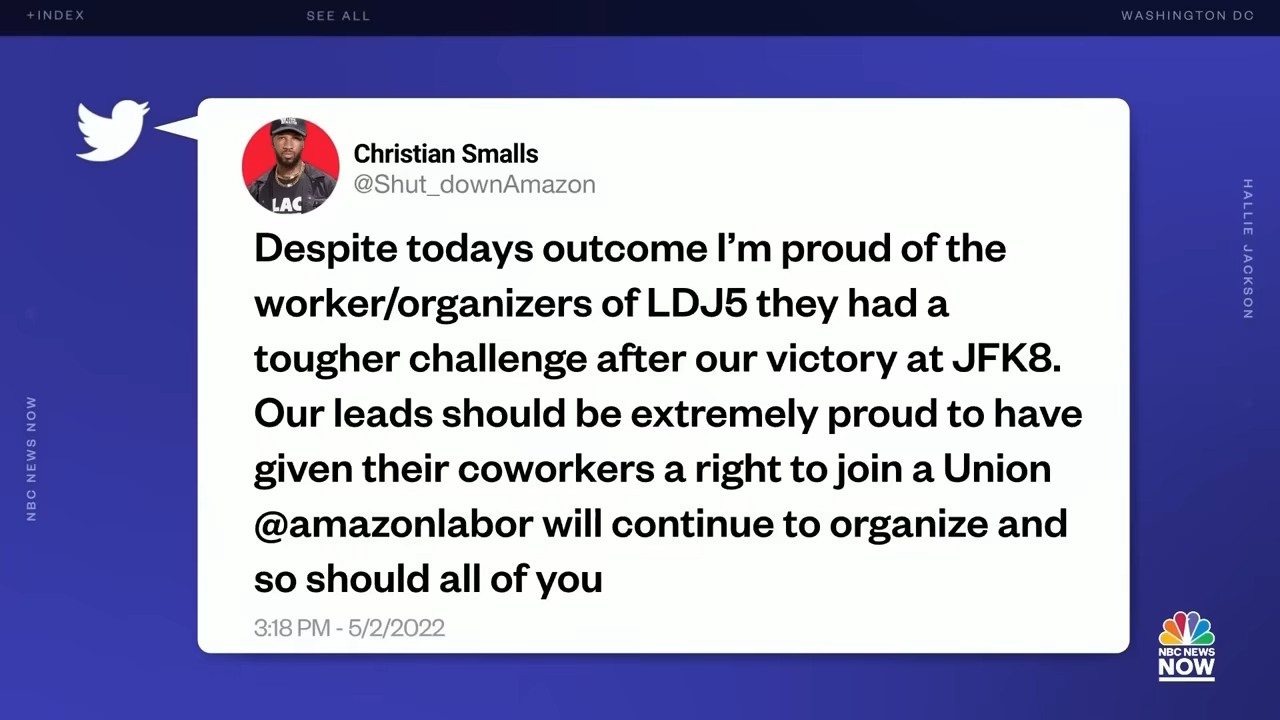 +INDEX
SEE ALL
WASHINGTON DC
Christian Smalls
@Shut_downAmazon
LAC
Despite todays outcome I’m proud of the
worker/organizers of LDJ5 they had a
tougher challenge after our victory at JFK8.
Our leads should be extremely proud to have
given their coworkers a right to join a Union
@amazonlabor will continue to organize and
so should all of you
3:18 PM - 5/2/2022
HALLIE JACKSON
NBC NEWS NOW
NBC NEWS
NOW